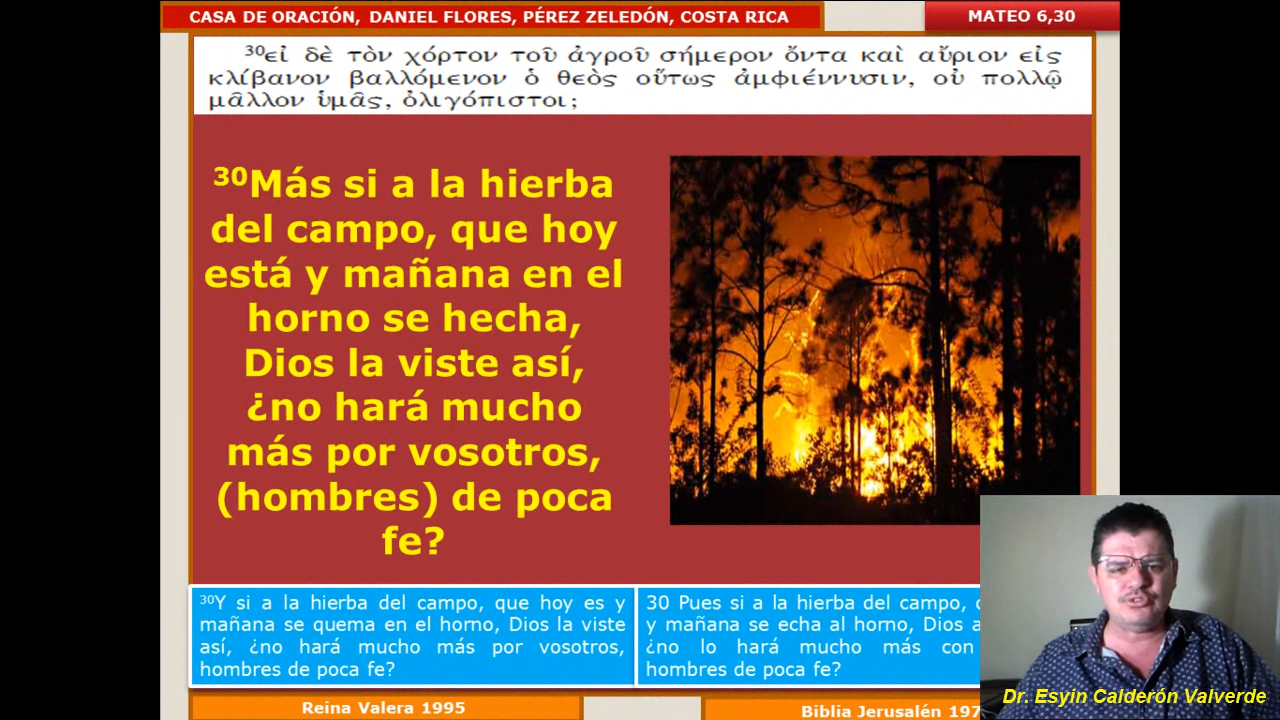 CASA DE ORACIÓN, DANIEL FLORES, PÉREZ ZELEDÓN, COSTA RICA
MATEO 6,30
³⁰εἰ δὲ τὸν χόρτον τοῦ ἀγροῦ σήμερον ὄντα καὶ αὔριον εἰς
κλίβανον βαλλόμενον ὁ θεὸς οὕτως ἀμφιέννυσιν, οὐ πολλῷ
μᾶλλον ὑμᾶς, ὀλιγόπιστοι;
³⁰Más si a la hierba
del campo, que hoy
está y mañana en el
horno se hecha,
Dios la viste así,
¿no hará mucho
más por vosotros,
(hombres) de poca
fe?
³⁰Y si a la hierba del campo, que hoy es y
mañana se quema en el horno, Dios la viste
así, ¿no hará mucho más por vosotros,
hombres de poca fe?
30 Pues si a la hierba del campo,
y mañana se echa al horno, Dios
¿no lo hará mucho más con
hombres de poca fe?
Reina Valera 1995
Biblia Jerusalén 197
Dr. Esyin Calderón Valverde